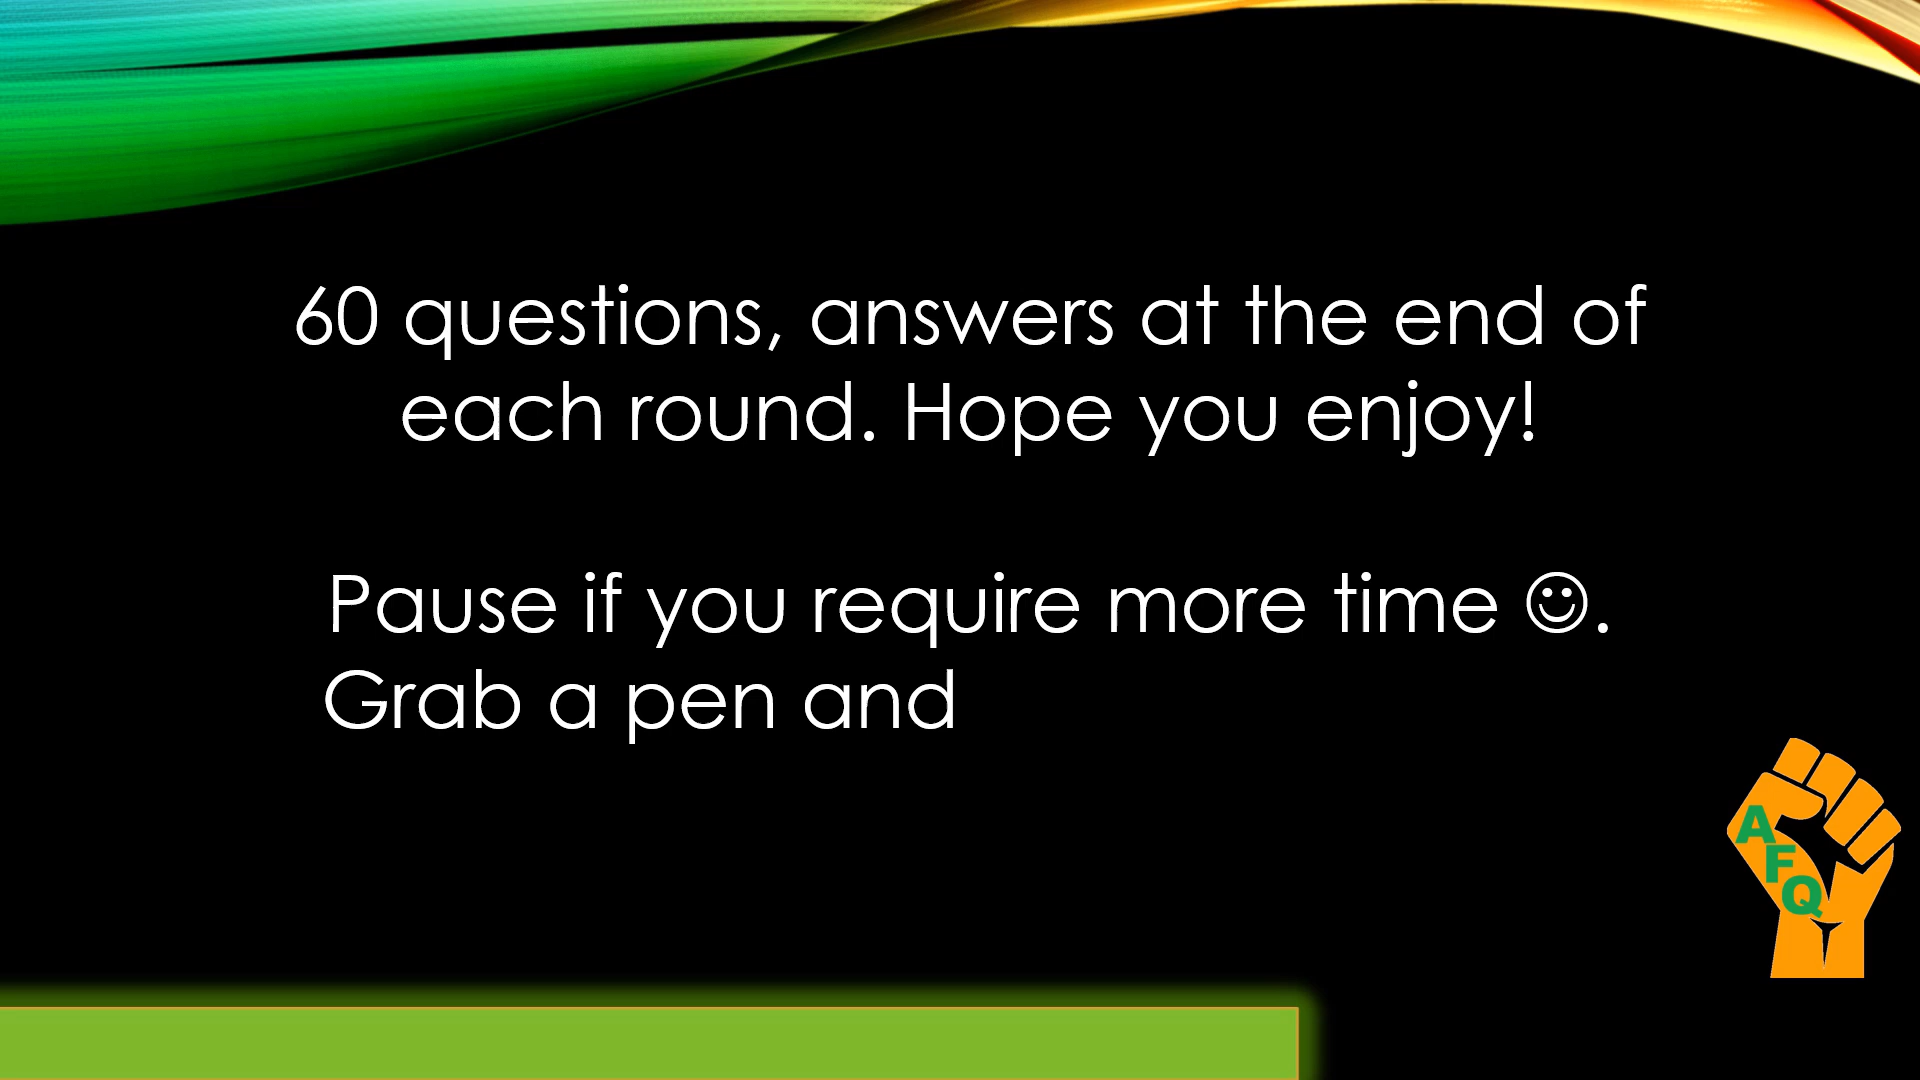 60 questions, answers at the end of
each round. Hope you enjoy!
Pause if you require more time ☺.
Grab a pen and
A
F
Q